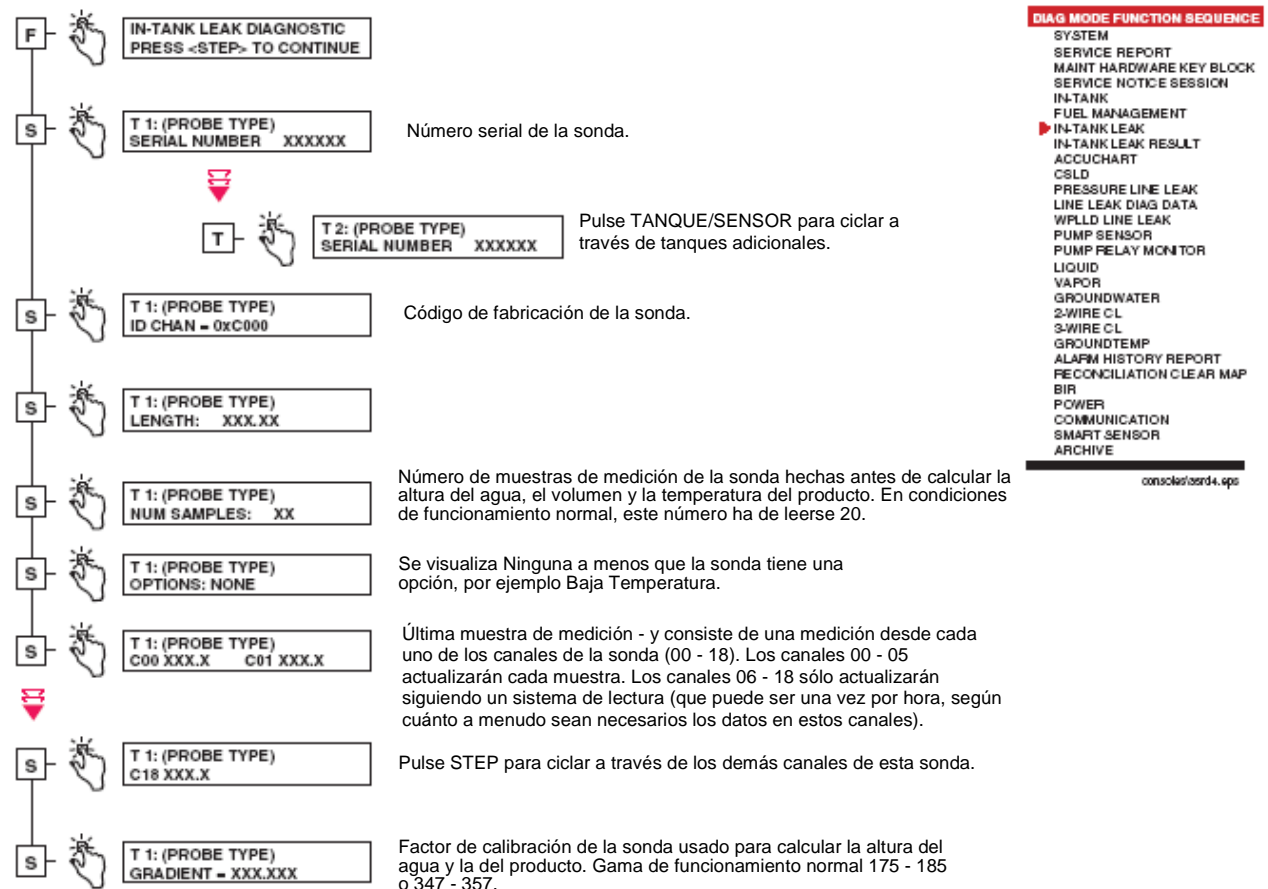 F
IN-TANK LEAK DIAGNOSTIC
PRESS <STEP> TO CONTINUE
S
T 1: (PROBE TYPE)
SERIAL NUMBER XXXXXX
Número serial de la sonda.
T
T 2: (PROBE TYPE)
SERIAL NUMBER XXXXXX
Pulse TANQUE/SENSOR para ciclar a
través de tanques adicionales.
S
T 1: (PROBE TYPE)
ID CHAN = 0xC000
Código de fabricación de la sonda.
S
T 1: (PROBE TYPE)
LENGTH: XXX.XX
S
T 1: (PROBE TYPE)
NUM SAMPLES: XX
Número de muestras de medición de la sonda hechas antes de calcular la
altura del agua, el volumen y la temperatura del producto. En condiciones
de funcionamiento normal, este número ha de leerse 20.
S
T 1: (PROBE TYPE)
OPTIONS: NONE
Se visualiza Ninguna a menos que la sonda tiene una
opción, por ejemplo Baja Temperatura.
S
T 1: (PROBE TYPE)
C00 XXX.X C01 XXX.X
Última muestra de medición - y consiste de una medición desde cada
uno de los canales de la sonda (00 - 18). Los canales 00 - 05
actualizarán cada muestra. Los canales 06 - 18 sólo actualizarán
siguiendo un sistema de lectura (que puede ser una vez por hora, según
cuánto a menudo sean necesarios los datos en estos canales).
S
T 1: (PROBE TYPE)
C18 XXX.X
Pulse STEP para ciclar a través de los demás canales de esta sonda.
S
T 1: (PROBE TYPE)
GRADIENT = XXX.XXX
Factor de calibración de la sonda usado para calcular la altura del
agua y la del producto. Gama de funcionamiento normal 175 - 185
o 347 - 357.
DIAG MODE FUNCTION SEQUENCE
SYSTEM
SERVICE REPORT
MAINT HARDWARE KEY BLOCK
SERVICE NOTICE SESSION
IN-TANK
FUEL MANAGEMENT
IN-TANK LEAK
IN-TANK LEAK RESULT
ACCUCHART
CSLD
PRESSURE LINE LEAK
LINE LEAK DIAG DATA
WPLLD LINE LEAK
PUMP SENSOR
PUMP RELAY MONITOR
LIQUID
VAPOR
GROUNDWATER
2-WIRE CL
3-WIRE CL
GROUNDTEMP
ALARM HISTORY REPORT
RECONCILIATION CLEAR MAP
BIR
POWER
COMMUNICATION
SMART SENSOR
ARCHIVE
consoles\asrd4.eps